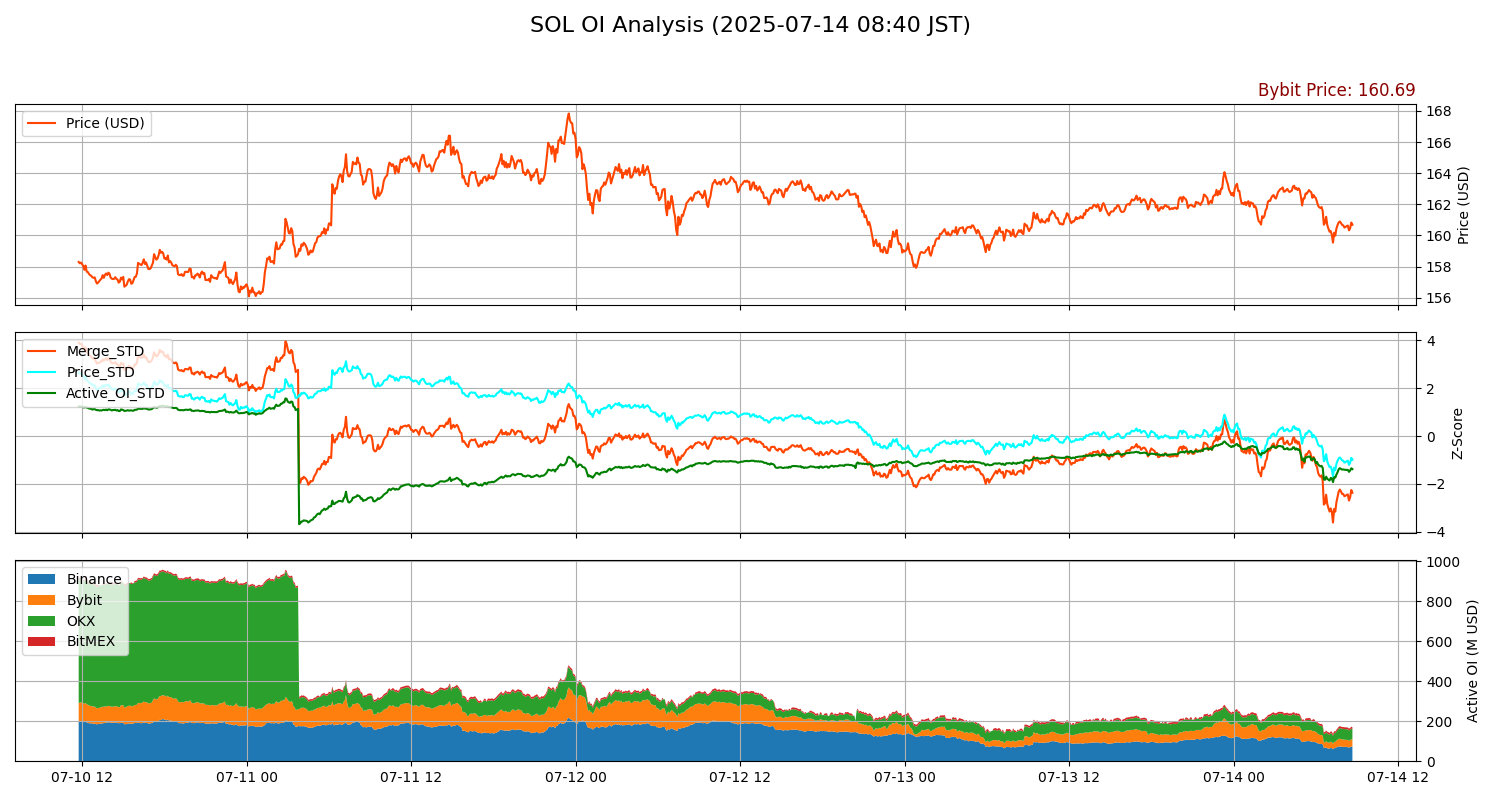 SOL OI Analysis (2025-07-14 08:40 JST)
Bybit Price: 160.69
Price (USD)
168
166
164
162
160
158
156
Price (USD)
Merge_STD
Price_STD
Active_OI_STD
4
2
0
−2
−4
Z-Score
Binance
Bybit
OKX
BitMEX
1000
800
600
400
200
0
Active OI (M USD)
07-10 12
07-11 00
07-11 12
07-12 00
07-12 12
07-13 00
07-13 12
07-14 00
07-14 12